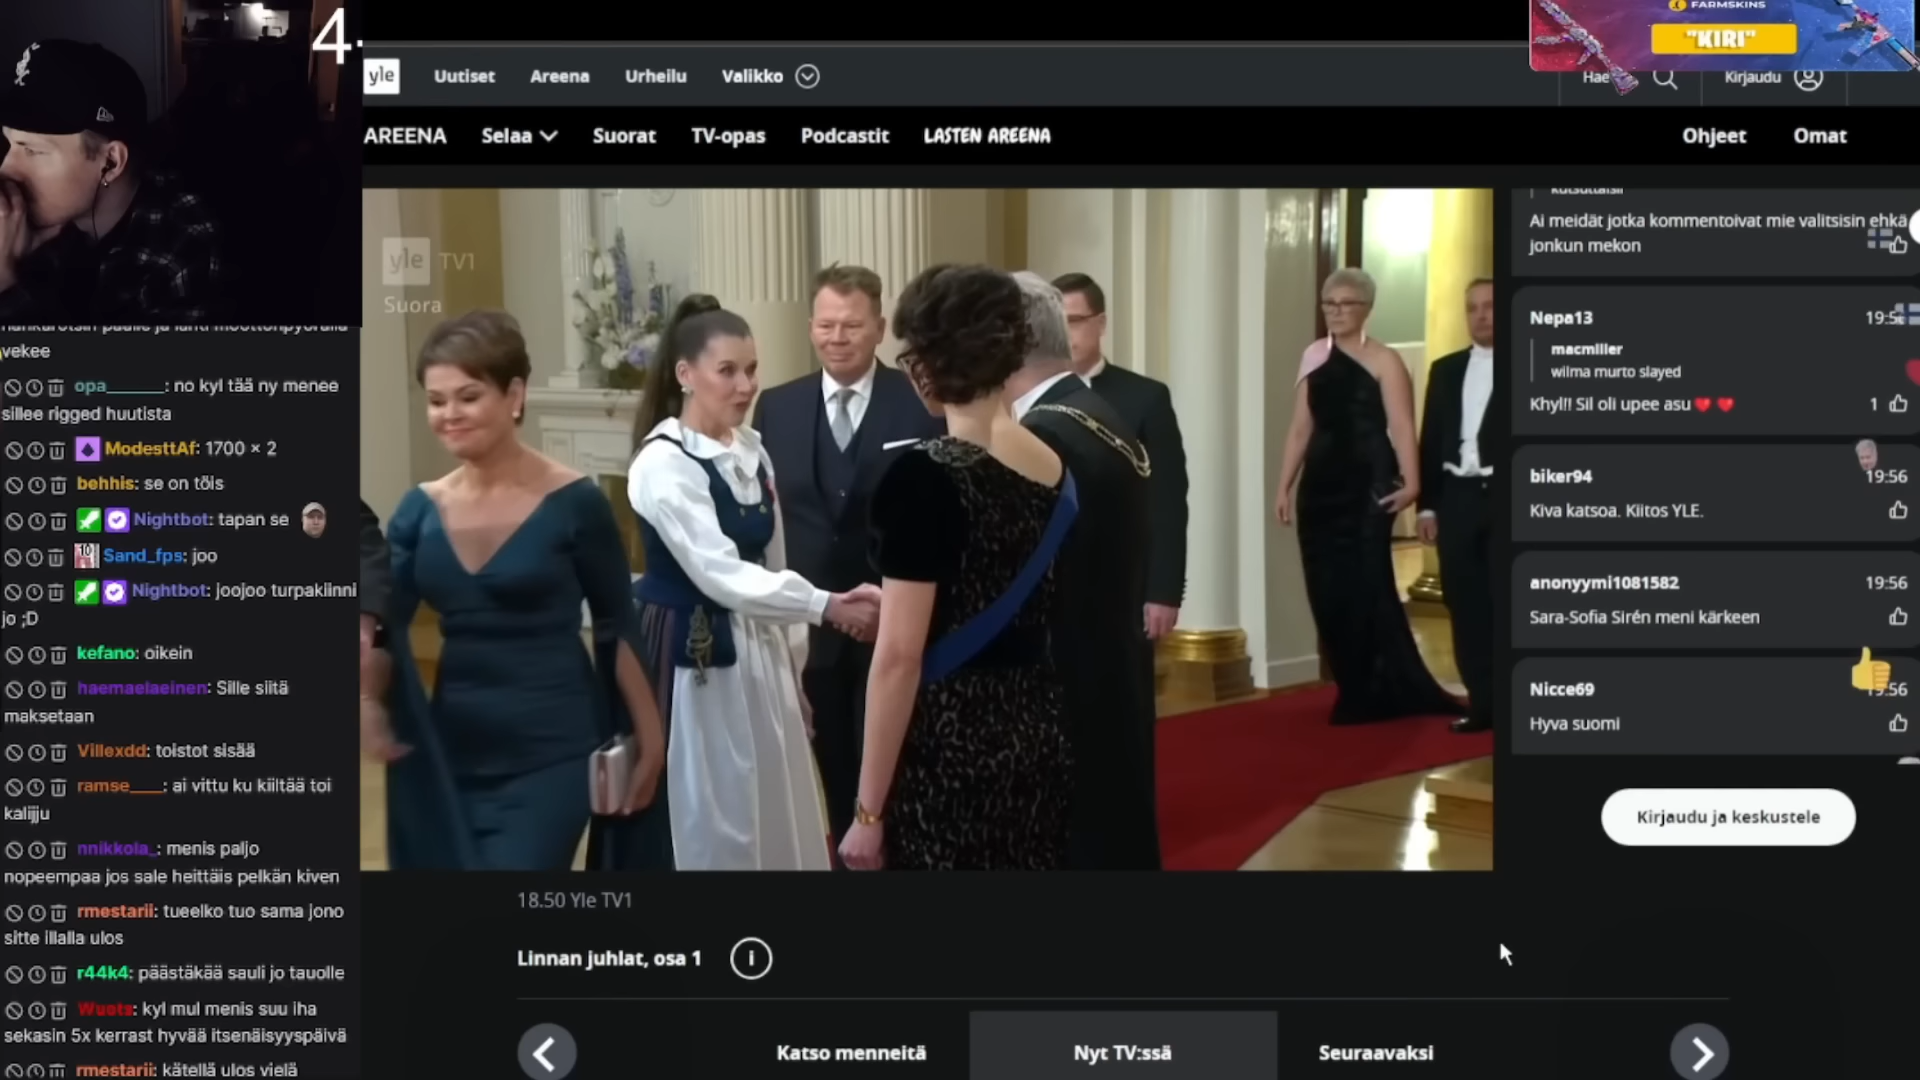 4
FARMSKINS
"KIRI"
yle
Uutiset
Areena
Urheilu
Valikko
Hae
Kirjaudu
AREENA
Selaa
Suorat
TV-opas
Podcastit
LASTEN AREENA
Ohjeet
Omat
yle TV1
Suora
vekee
opa______: no kyl tää ny menee
sillee rigged huutista
ModesttAf: 1700 × 2
behhis: se on töis
Nightbot: tapan se
10 Sand_fps: joo
Nightbot: joojoo turpakiinni
jo ;D
kefano: oikein
haemaelaeinen: Sille siitä
maksetaan
Villexdd: toistot sisää
ramse___: ai vittu ku kiiltää toi
kalijju
nnikkola_: menis paljo
nopeempaa jos sale heittäis pelkän kiven
rmestarii: tueelko tuo sama jono
sitte illalla ulos
r44k4: päästäkää sauli jo tauolle
Wuots: kyl mul menis suu iha
sekasin 5x kerrast hyvää itsenäisyyspäivä
rmestarii: kätellä ulos vielä
kutsuttaisii
Ai meidät jotka kommentoivat mie valitsisin ehkä
jonkun mekon
Nepa13
macmiller
wilma murto slayed
Khyl!! Sil oli upee asu
1
biker94
19:56
Kiva katsoa. Kiitos YLE.
anonyymi1081582
19:56
Sara-Sofia Sirén meni kärkeen
Nicce69
19:56
Hyva suomi
Kirjaudu ja keskustele
18.50 Yle TV1
Linnan juhlat, osa 1
i
Katso menneitä
Nyt TV:ssä
Seuraavaksi